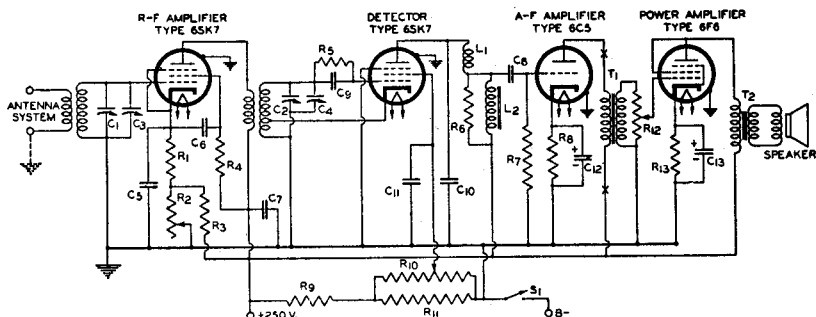 R-F AMPLIFIER
TYPE 6SK7
DETECTOR
TYPE 6SK7
A-F AMPLIFIER
TYPE 6C5
POWER AMPLIFIER
TYPE 6F6
ANTENNA
SYSTEM
C1
C3
C6
R4
R1
C5
R2
R3
C7
R5
C9
C2
C4
C11
C10
L1
R6
L2
C8
R7
R8
C12
T1
R12
R13
C13
T2
SPEAKER
R9
R10
R11
S1
+250 V.
B-
X
X